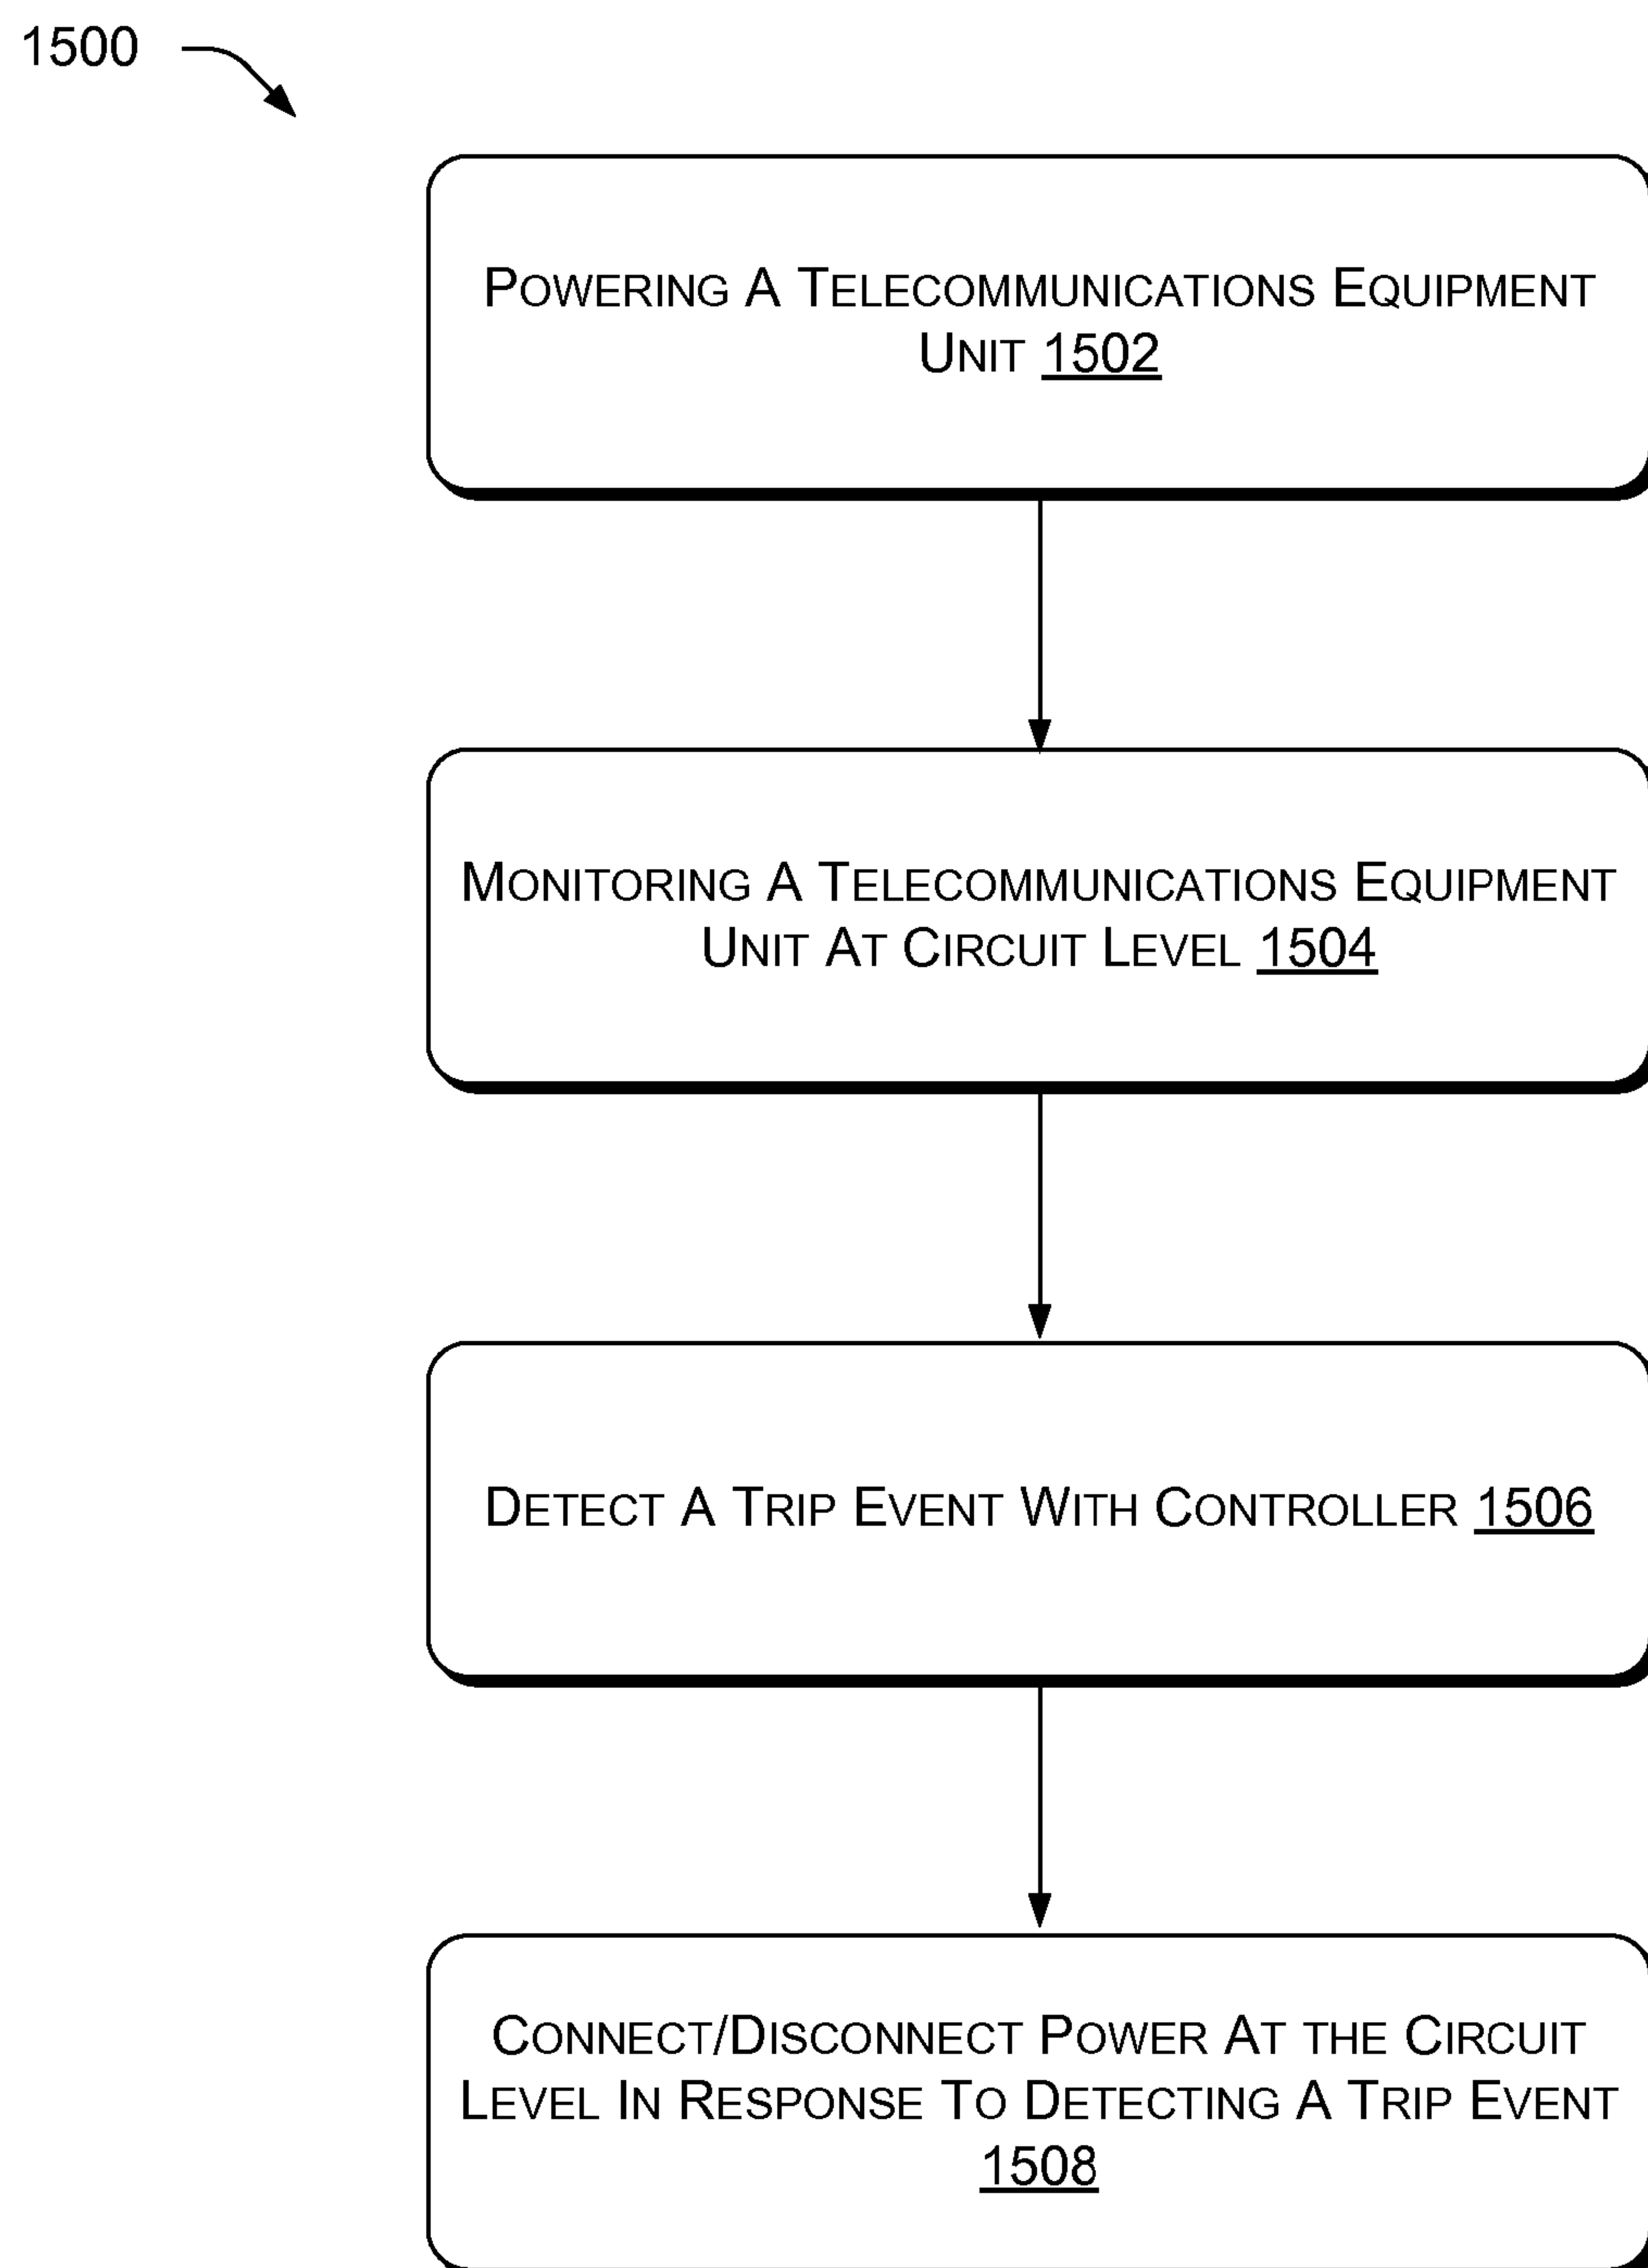 1500
POWERING A TELECOMMUNICATIONS EQUIPMENT
UNIT 1502
MONITORING A TELECOMMUNICATIONS EQUIPMENT
UNIT AT CIRCUIT LEVEL 1504
DETECT A TRIP EVENT WITH CONTROLLER 1506
CONNECT/DISCONNECT POWER AT THE CIRCUIT
LEVEL IN RESPONSE TO DETECTING A TRIP EVENT
1508